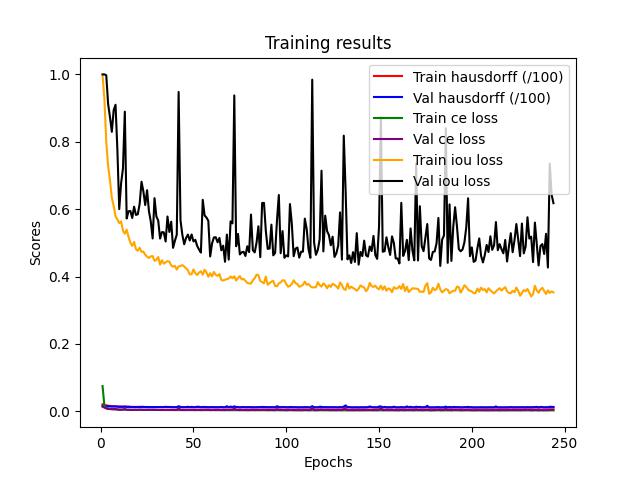 Training results
Train hausdorff (/100)
Val hausdorff (/100)
Train ce loss
Val ce loss
Train iou loss
Val iou loss
Scores
1.0
0.8
0.6
0.4
0.2
0.0
0 50 100 150 200 250
Epochs